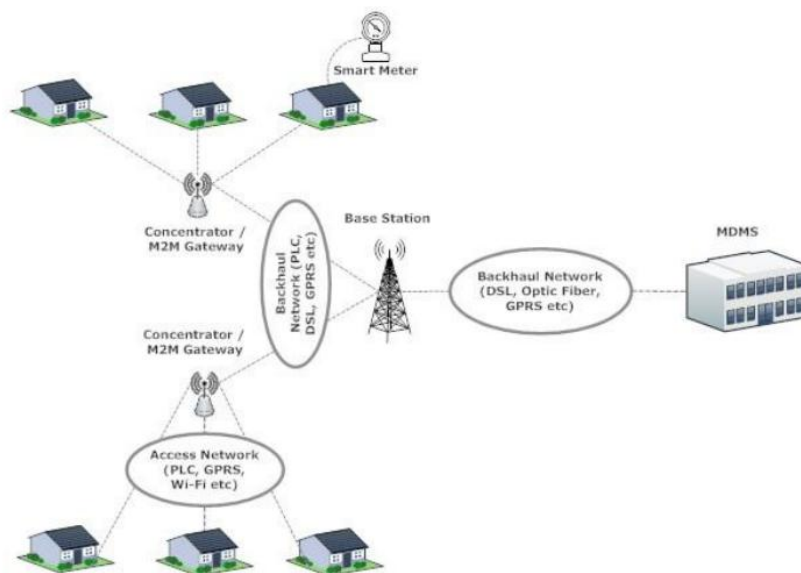 Smart Meter
Concentrator /
M2M Gateway
Base Station
MDMS
Backhaul
Network (PLC,
DSL, GPRS etc)
Backhaul Network
(DSL, Optic Fiber,
GPRS etc)
Concentrator /
M2M Gateway
Access Network
(PLC, GPRS,
Wi-Fi etc)